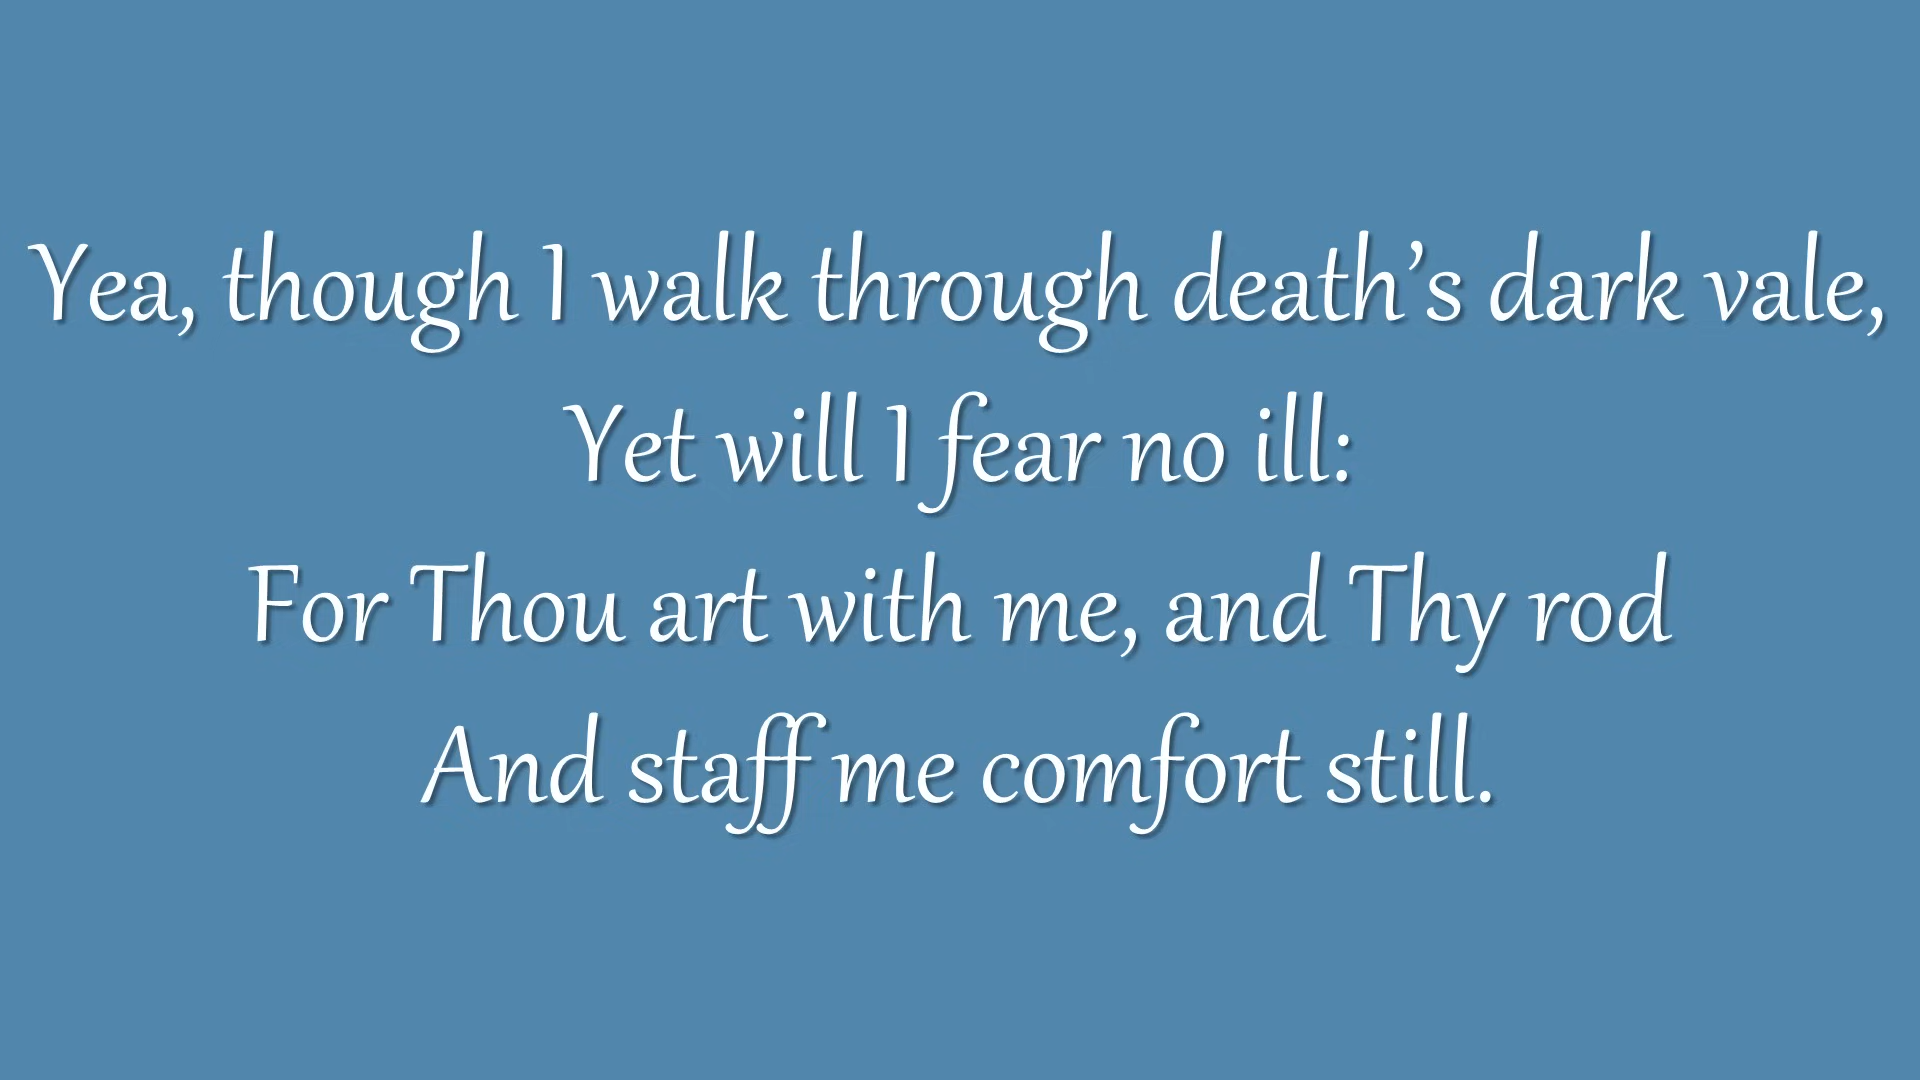 Yea, though I walk through death’s dark vale,
Yet will I fear no ill:
For Thou art with me, and Thy rod
And staff me comfort still.